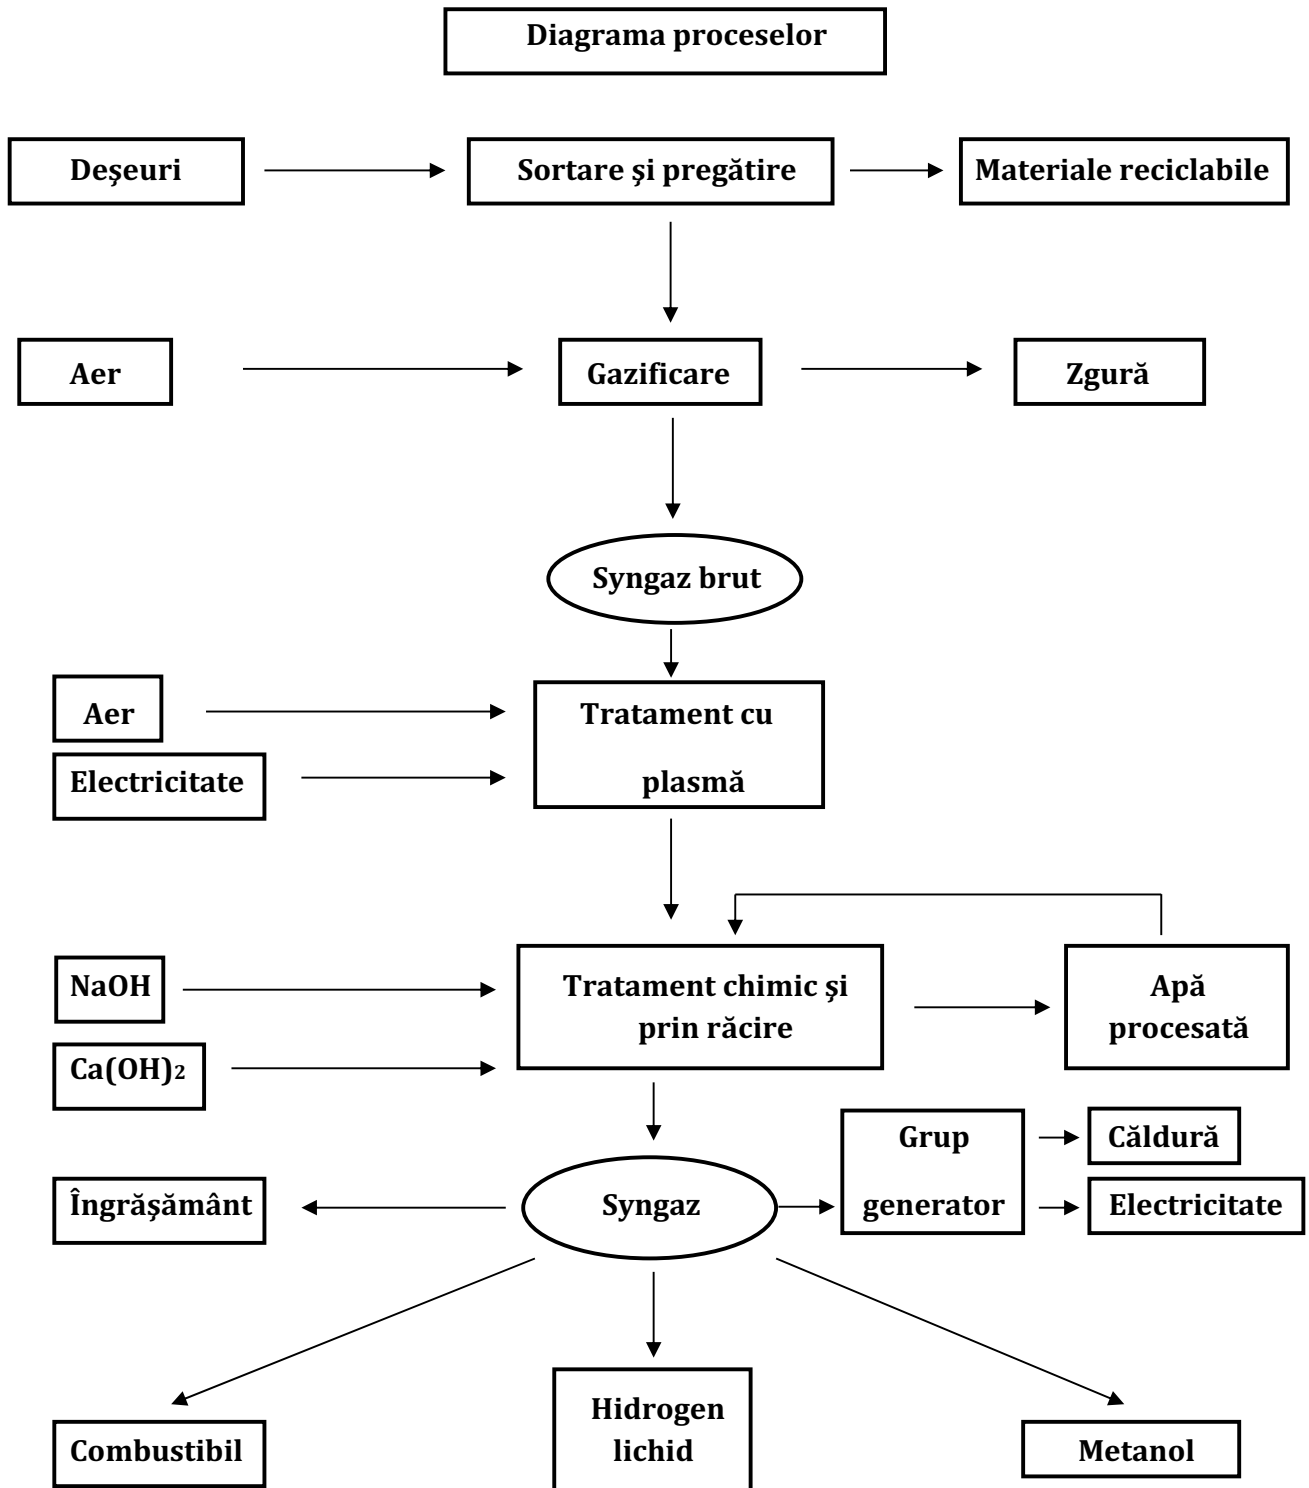 Diagrama proceselor
Deşeuri
Sortare şi pregătire
Materiale reciclabile
Aer
Gazificare
Zgură
Syngaz brut
Aer
Electricitate
Tratament cu
plasmă
NaOH
Ca(OH)2
Tratament chimic şi
prin răcire
Apă
procesată
Îngrăşământ
Syngaz
Grup
generator
Căldură
Electricitate
Combustibil
Hidrogen
lichid
Metanol